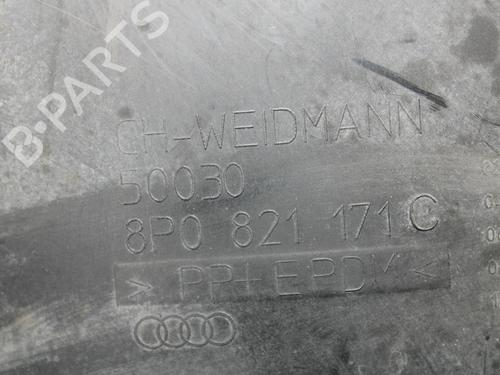 B-PARTS
CH-WEIDMANN
50030
8P0 821 171 C
> PP+EPDM <